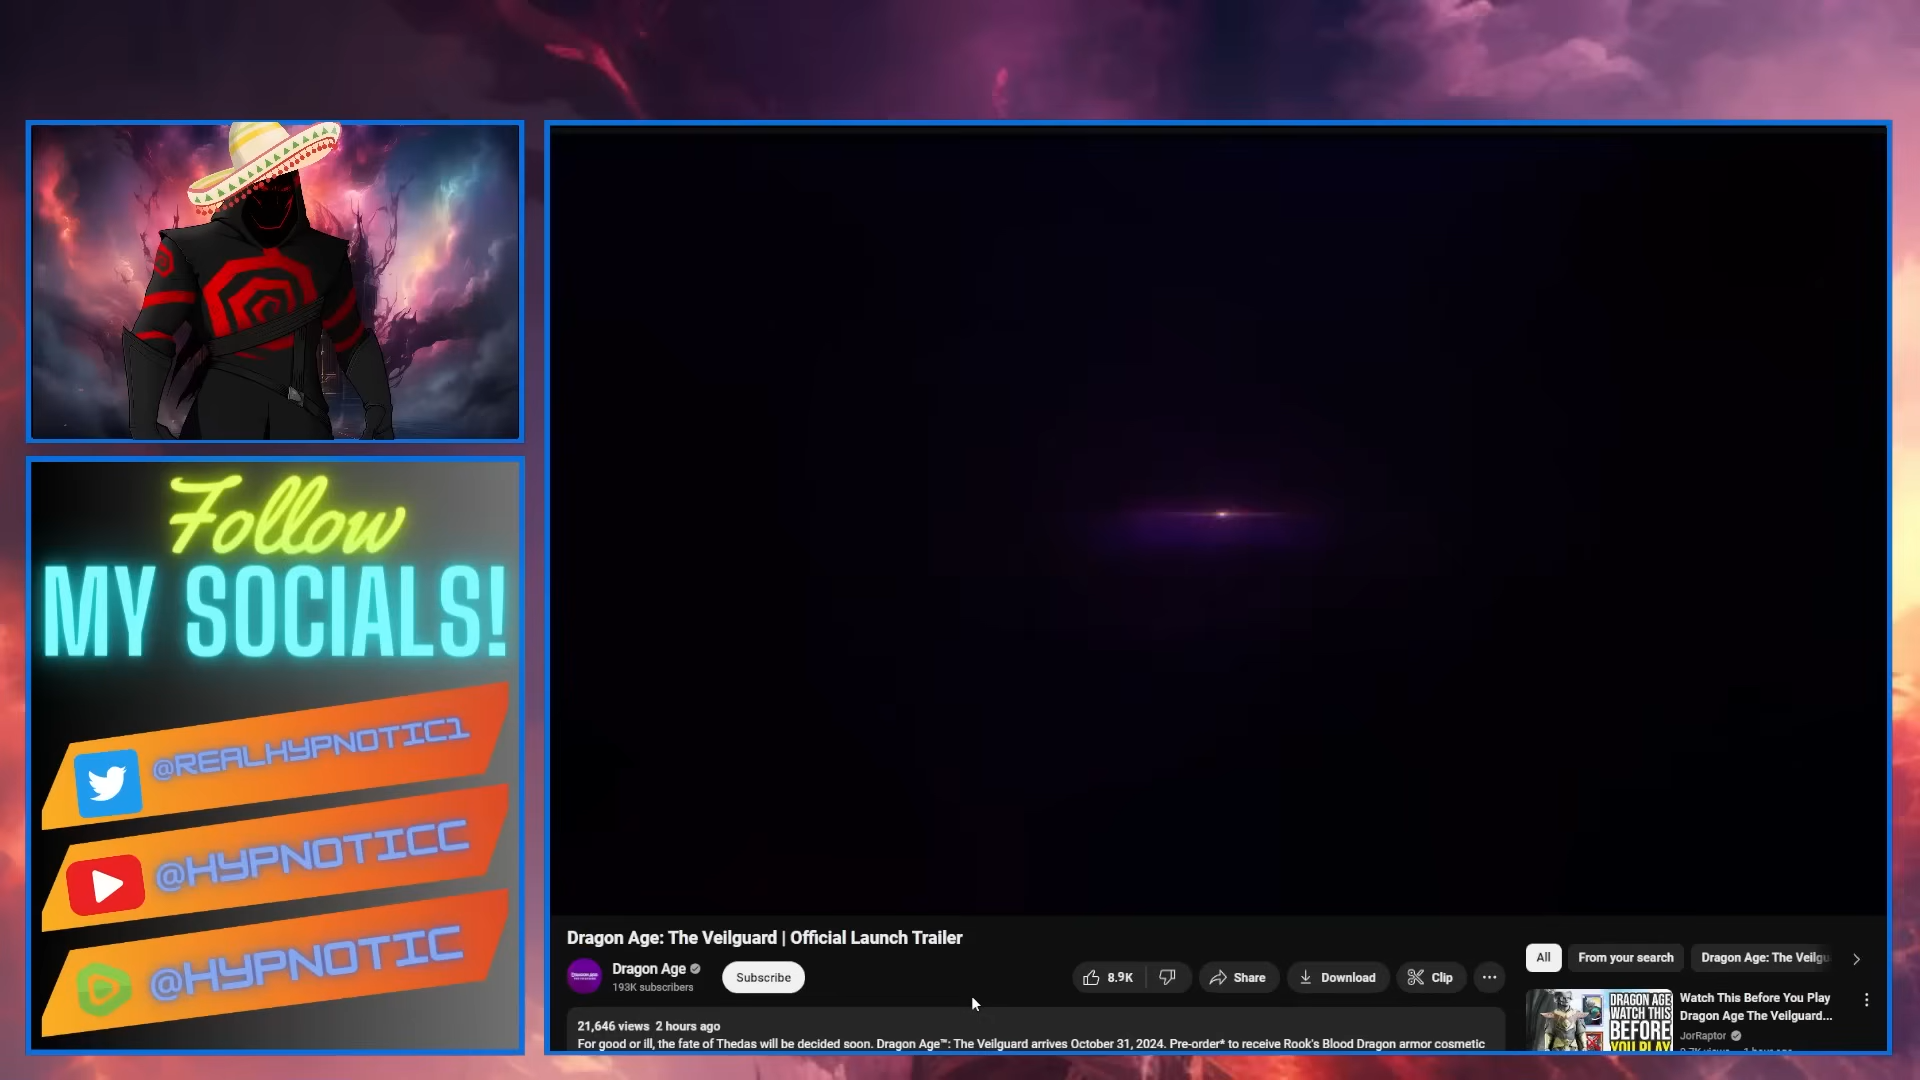 Follow
MY SOCIALS!
@REALHYPNOTIC1
@HYPNOTICC
@HYPNOTIC
Dragon Age: The Veilguard | Official Launch Trailer
Dragon Age
193K subscribers
Subscribe
8.9K
Share
Download
Clip
21,646 views 2 hours ago
For good or ill, the fate of Thedas will be decided soon. Dragon Age™: The Veilguard arrives October 31, 2024. Pre-order* to receive Rook's Blood Dragon armor cosmetic
All
From your search
Dragon Age: The Veilgu
DRAGON AGE
WATCH THIS
BEFORE
YOU PLAY
Watch This Before You Play
Dragon Age The Veilguard...
JorRaptor